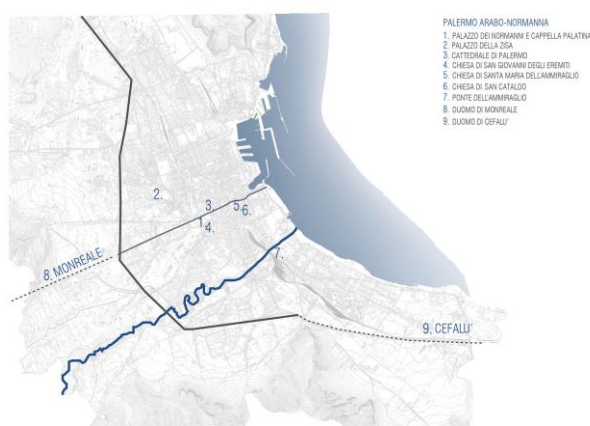 PALERMO ARABO-NORMANNA
1. PALAZZO DEI NORMANNI E CAPPELLA PALATINA
2. PALAZZO DELLA ZISA
3. CATTEDRALE DI PALERMO
4. CHIESA DI SAN GIOVANNI DEGLI EREMITI
5. CHIESA DI SANTA MARIA DELL'AMMIRAGLIO
6. CHIESA DI SAN CATALDO
7. PONTE DELL'AMMIRAGLIO
8. DUOMO DI MONREALE
9. DUOMO DI CEFALU'
2.
3.
5.
6.
1
4.
7.
8. MONREALE
9. CEFALU'